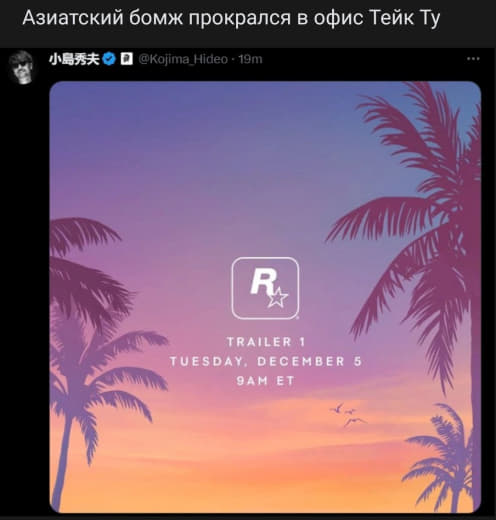 Азиатский бомж прокрался в офис Тейк Ту
小島秀夫 @Kojima_Hideo · 19m
R
TRAILER 1
TUESDAY, DECEMBER 5
9AM ET